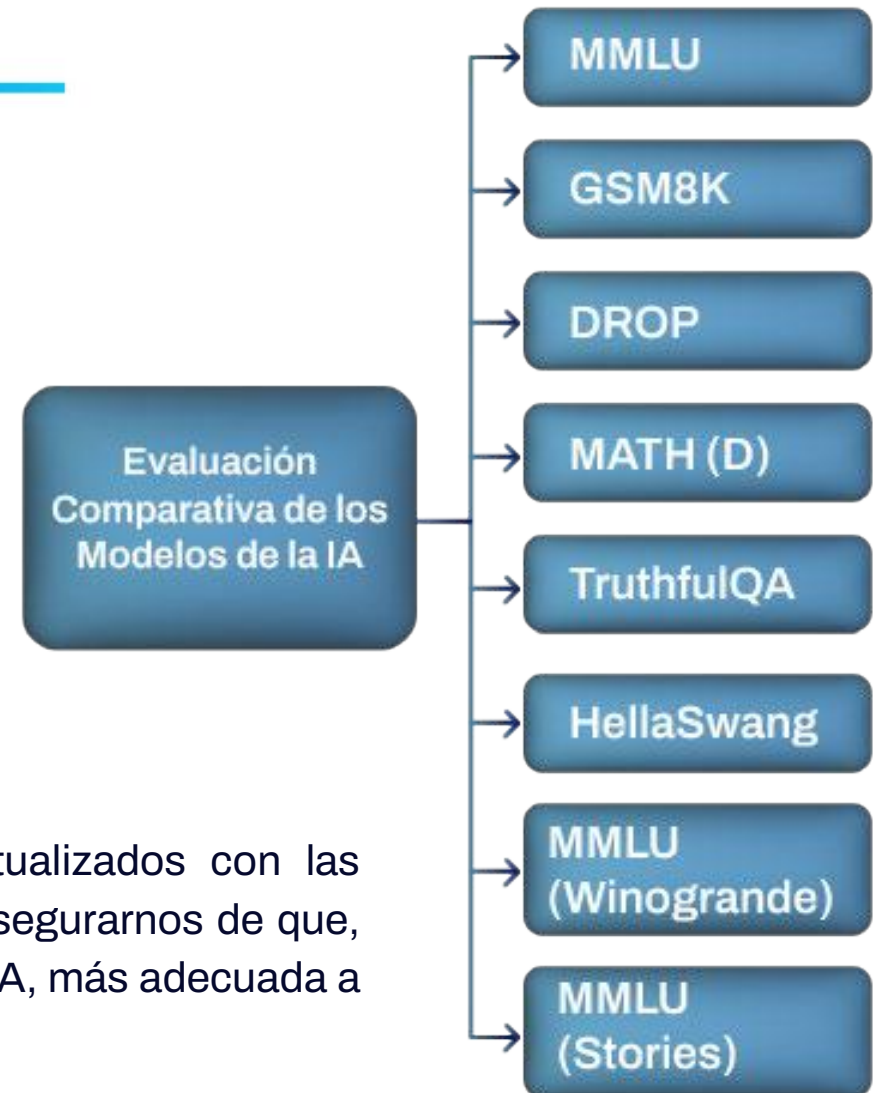 MMLU
GSM8K
DROP
MATH (D)
TruthfulQA
HellaSwang
MMLU
(Winogrande)
MMLU
(Stories)
Evaluación
Comparativa de los
Modelos de la IA
tualizados con las
segurarnos de que,
A, más adecuada a